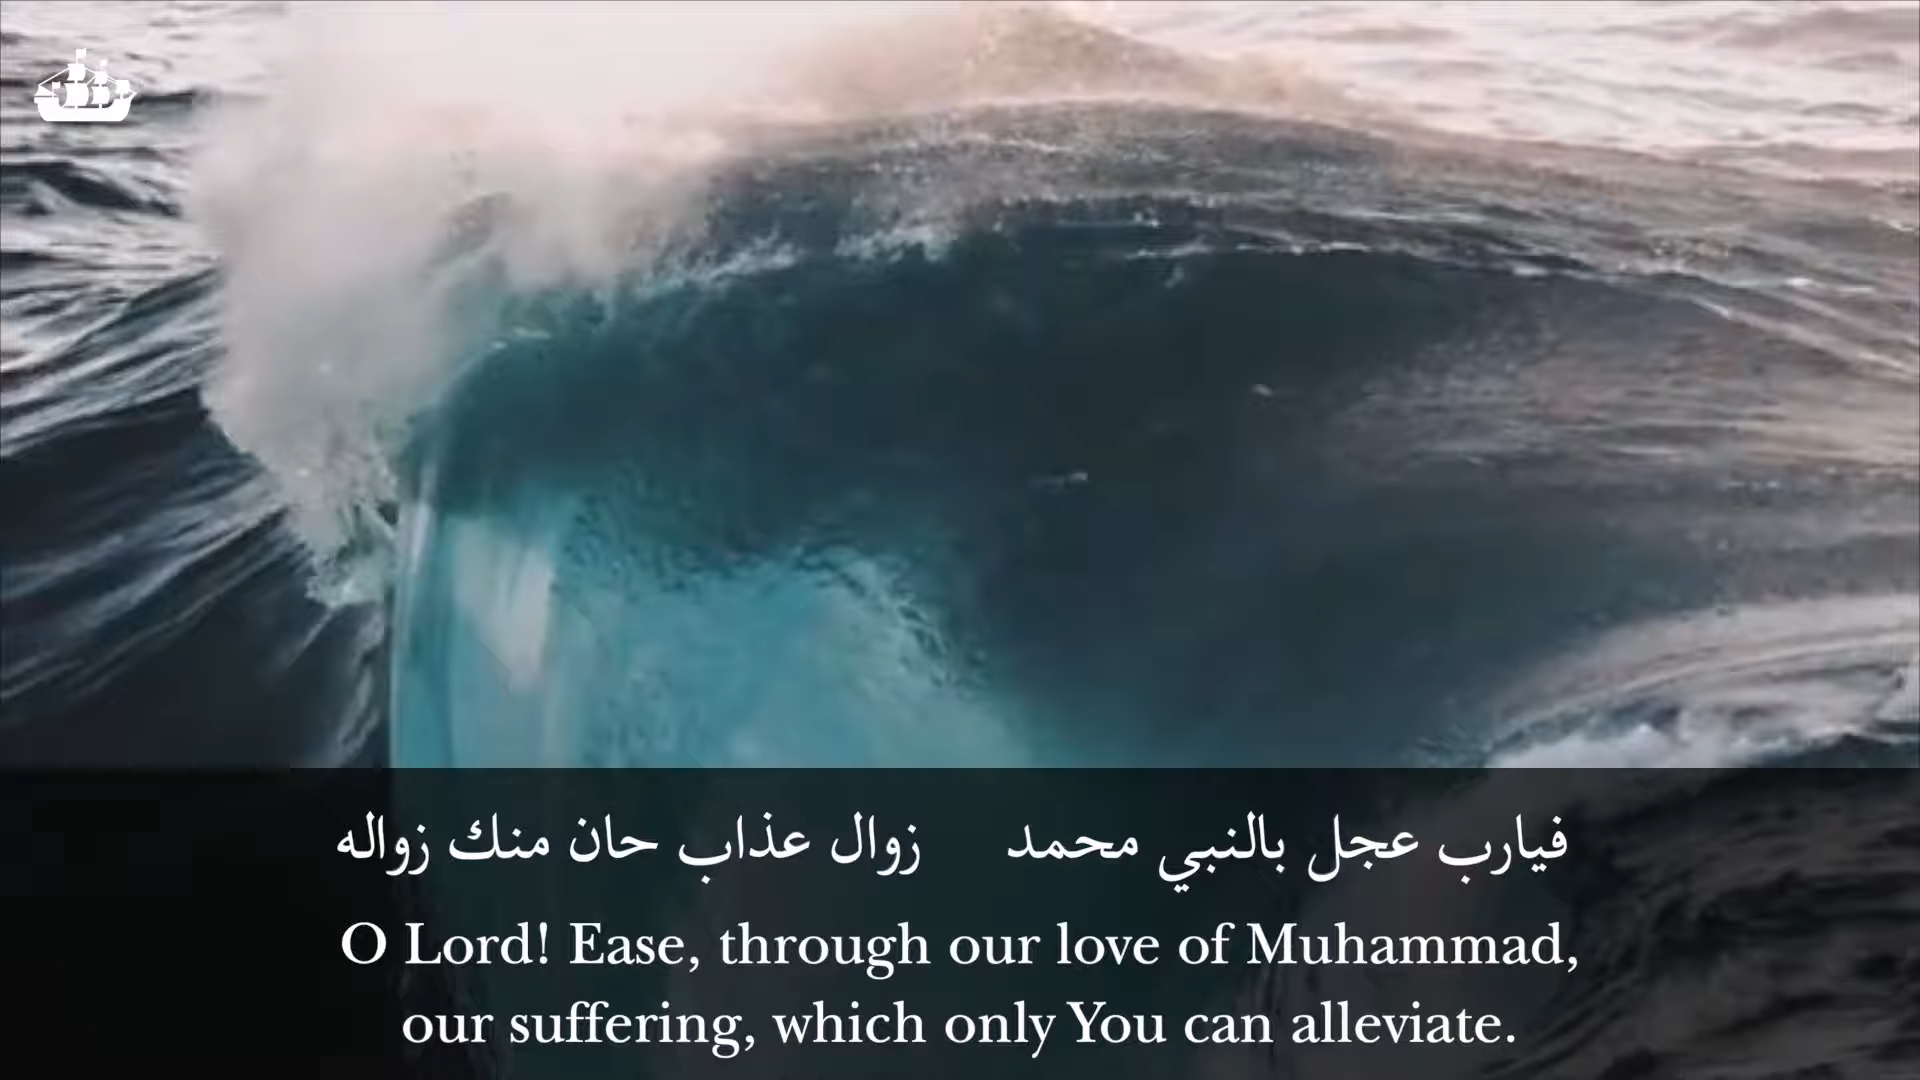 فيارب عجل بالنبي محمد زوال عذاب حان منك زواله
O Lord! Ease, through our love of Muhammad,
our suffering, which only You can alleviate.